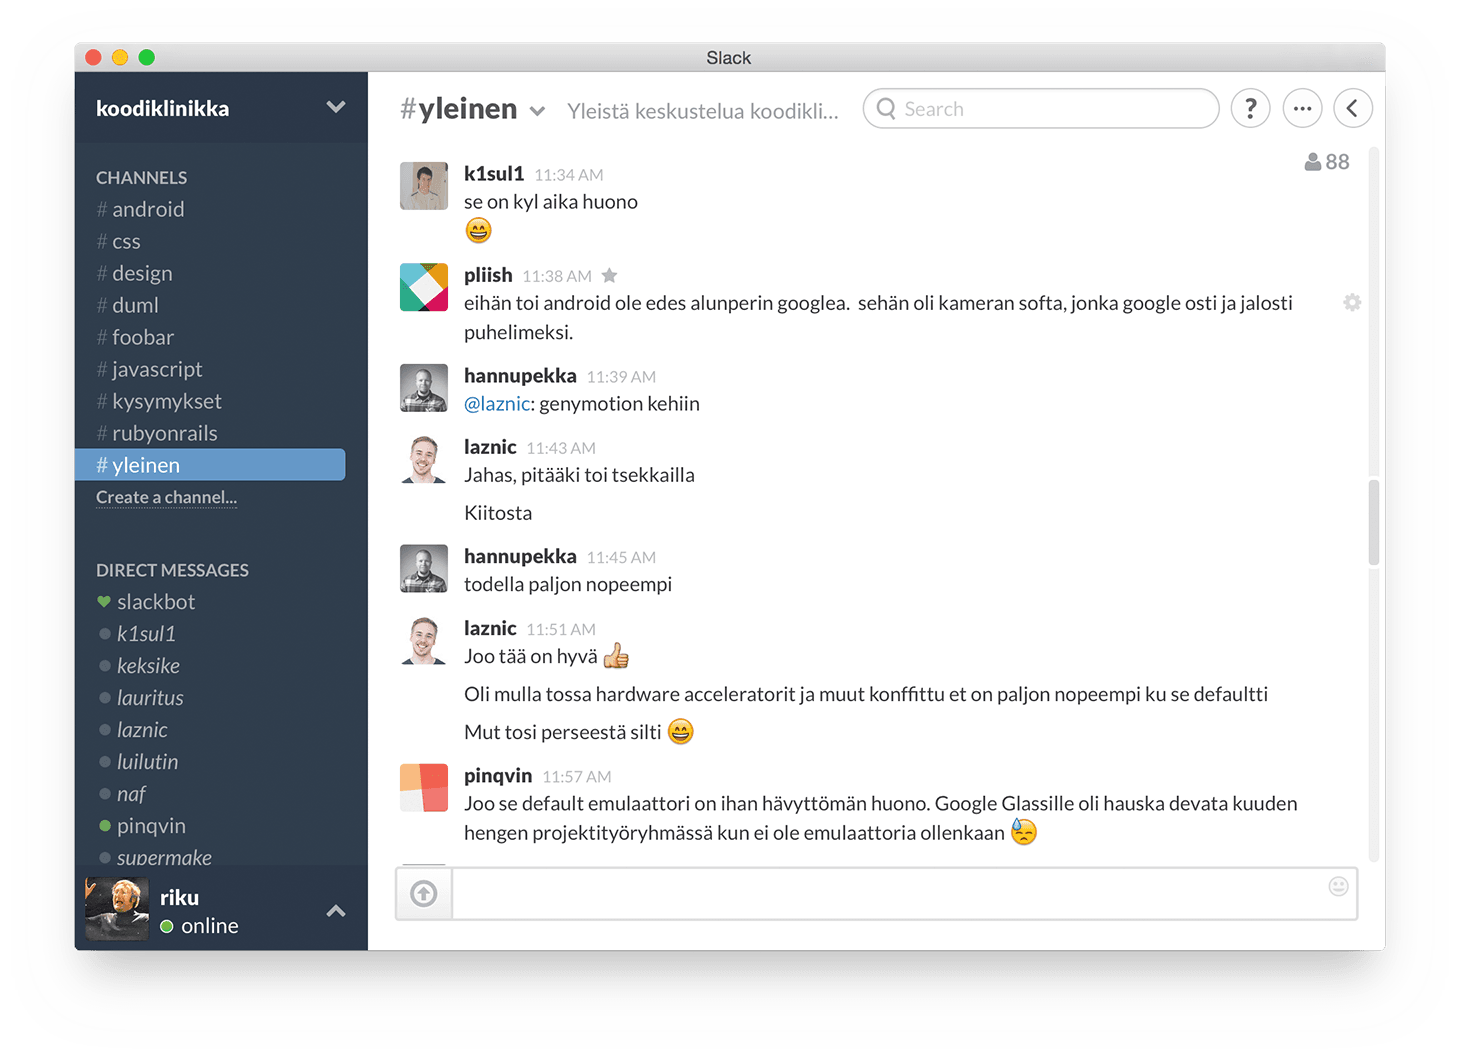 Slack
koodiklinikka
CHANNELS
# android
# css
# design
# duml
# foobar
# javascript
# kysymykset
# rubyonrails
# yleinen
Create a channel...
DIRECT MESSAGES
slackbot
k1sul1
keksike
lauritus
laznic
luilutin
naf
pinqvin
supermake
riku
online
#yleinen Yleistä keskustelua koodikli...
Search
?
88
k1sul1 11:34 AM
se on kyl aika huono
pliish 11:38 AM
eihän toi android ole edes alunperin googlea. sehän oli kameran softa, jonka google osti ja jalosti
puhelimeksi.
hannupekka 11:39 AM
@laznic: genymotion kehiin
laznic 11:43 AM
Jahas, pitääki toi tsekkailla
Kiitosta
hannupekka 11:45 AM
todella paljon nopeempi
laznic 11:51 AM
Joo tää on hyvä
Oli mulla tossa hardware acceleratorit ja muut konffittu et on paljon nopeempi ku se defaultti
Mut tosi perseestä silti
pinqvin 11:57 AM
Joo se default emulaattori on ihan hävyttömän huono. Google Glassille oli hauska devata kuuden
hengen projektityöryhmässä kun ei ole emulaattoria ollenkaan